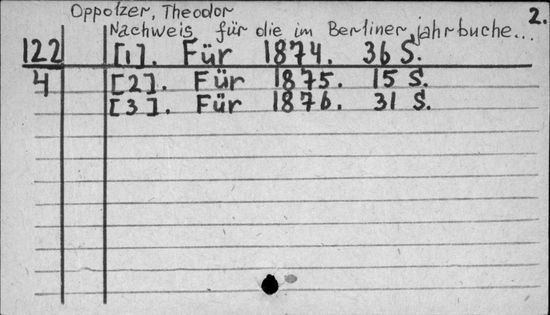 Oppolzer, Theodor
2.
Nachweis für die im Berliner jahrbuche...
122 [1]. Für 1874. 36 S.
4 [2]. Für 1875. 15 S.
[3]. Für 1876. 31 S.